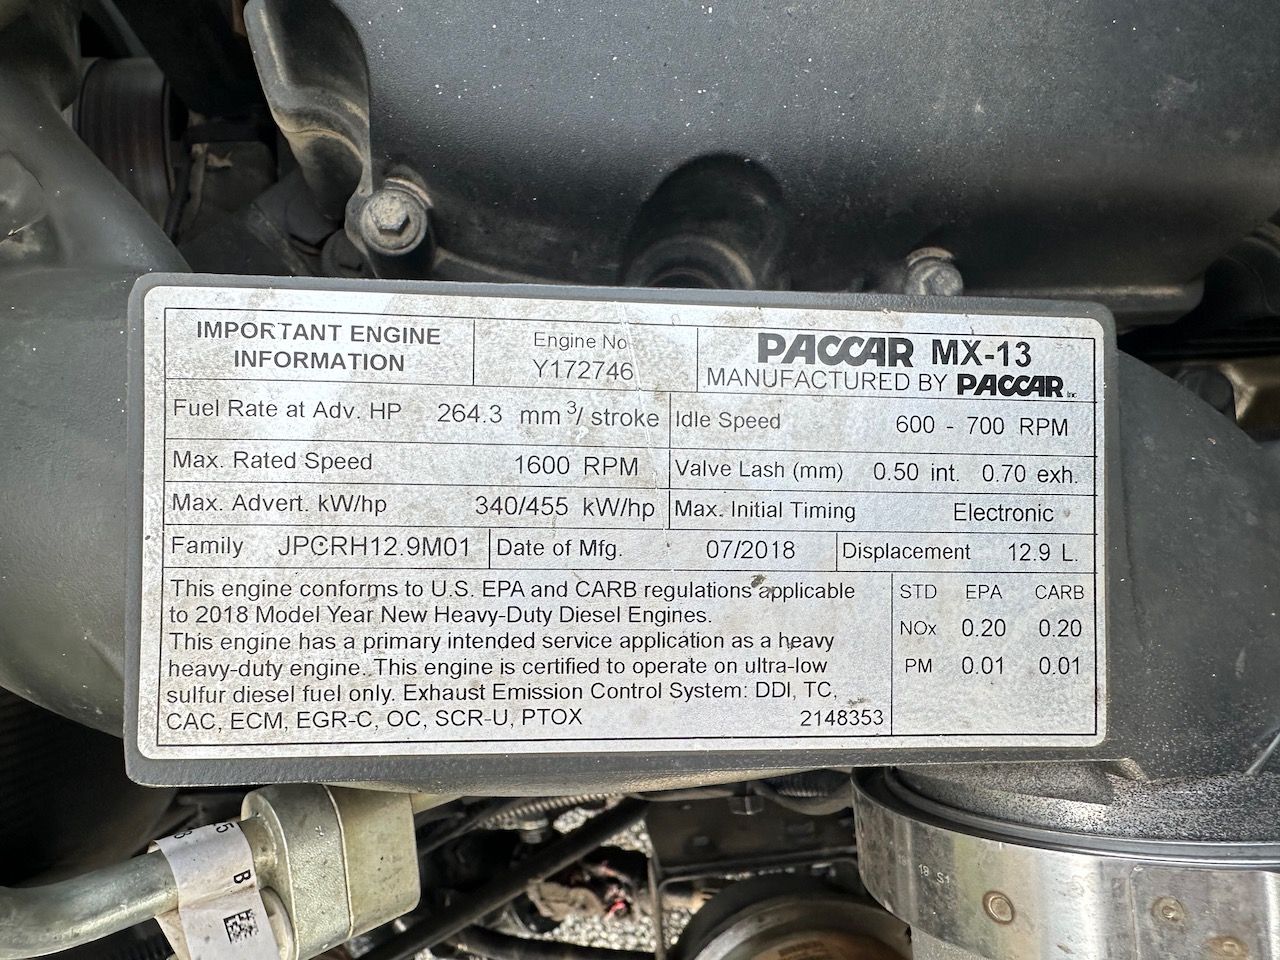 IMPORTANT ENGINE
INFORMATION
Engine No
Y172746
PACCAR MX-13
MANUFACTURED BY PACCAR Inc
Fuel Rate at Adv. HP 264.3 mm³/ stroke
Idle Speed 600 - 700 RPM
Max. Rated Speed 1600 RPM
Valve Lash (mm) 0.50 int. 0.70 exh.
Max. Advert. kW/hp 340/455 kW/hp
Max. Initial Timing Electronic
Family JPCRH12.9M01
Date of Mfg. 07/2018
Displacement 12.9 L.
This engine conforms to U.S. EPA and CARB regulations applicable
to 2018 Model Year New Heavy-Duty Diesel Engines.
This engine has a primary intended service application as a heavy
heavy-duty engine. This engine is certified to operate on ultra-low
sulfur diesel fuel only. Exhaust Emission Control System: DDI, TC,
CAC, ECM, EGR-C, OC, SCR-U, PTOX 2148353
STD EPA CARB
NOx 0.20 0.20
PM 0.01 0.01
B
18 S1